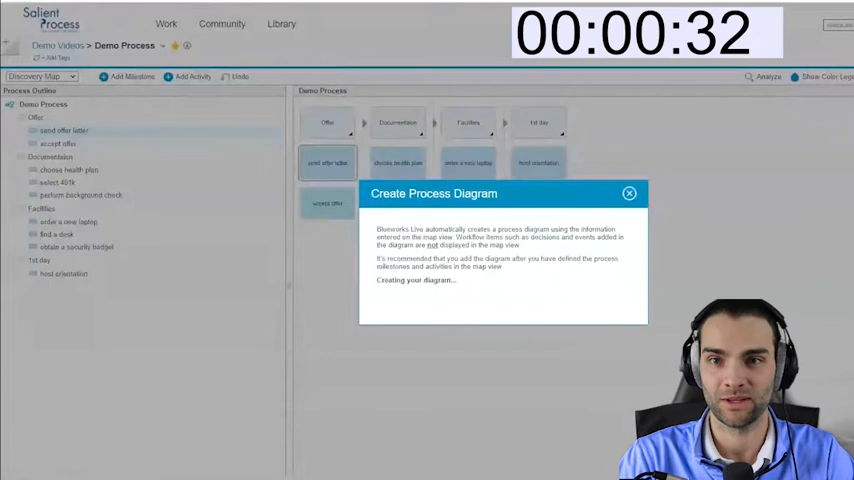 Salient
Process
Work
Community
Library
00:00:32
Demo Videos > Demo Process
+ Add Tags
Discovery Map
Add Milestone
Add Activity
Undo
Analyze
Show Color Lege
Process Outline
Demo Process
Demo Process
Offer
send offer letter
accept offer
Documentaion
choose health plan
select 401k
perform background check
Facilities
order a new laptop
find a desk
obtain a security badget
1st day
host orientation
Offer
Documentaion
Facilities
1st day
send offer letter
choose health plan
order a new laptop
host orientation
accept offer
Create Process Diagram
Blueworks Live automatically creates a process diagram using the information
entered on the map view. Workflow items such as decisions and events added in
the diagram are not displayed in the map view.
It's recommended that you add the diagram after you have defined the process
milestones and activities in the map view.
Creating your diagram...